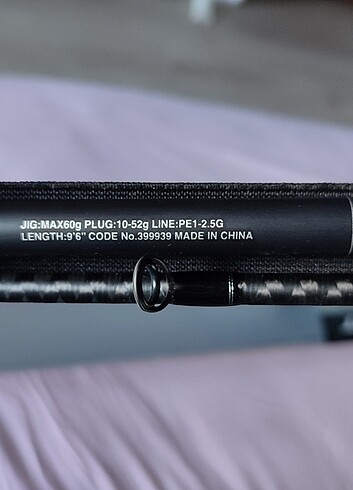 JIG:MAX60g PLUG:10-52g LINE:PE1-2.5G
LENGTH:9'6" CODE No.399939 MADE IN CHINA